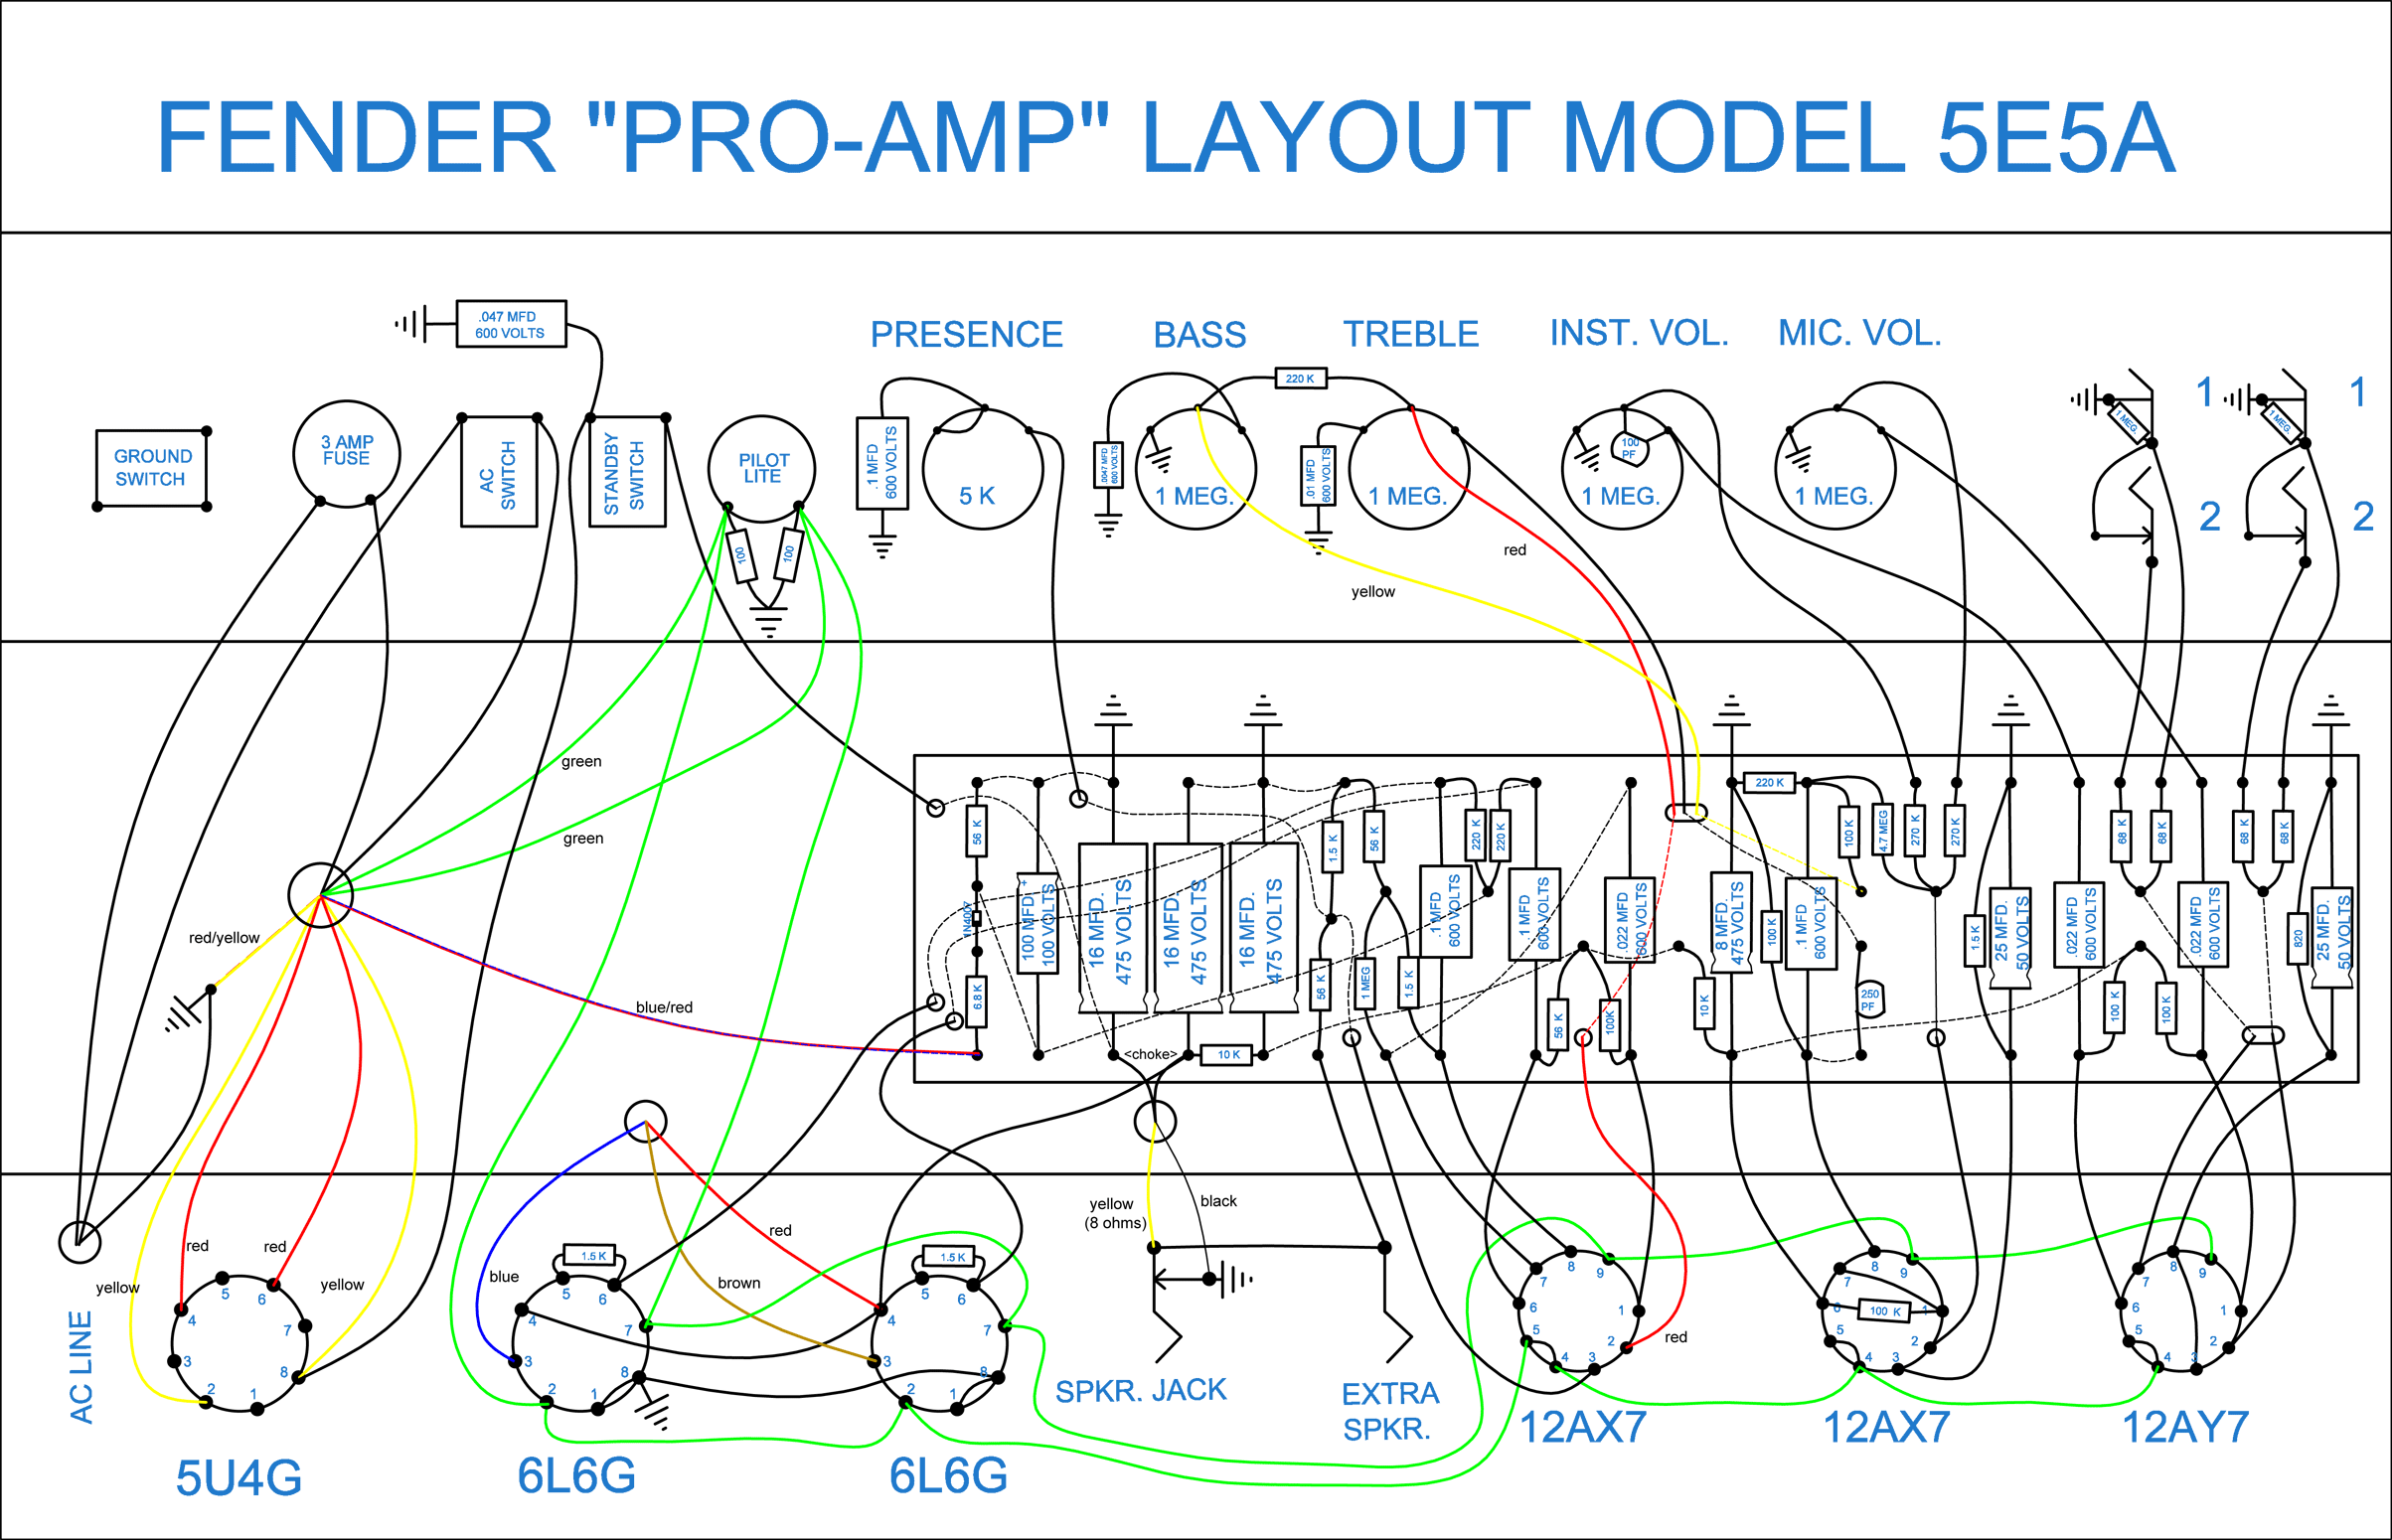 FENDER "PRO-AMP" LAYOUT MODEL 5E5A
.047 MFD
600 VOLTS
PRESENCE
BASS
TREBLE
INST. VOL.
MIC. VOL.
GROUND
SWITCH
3 AMP
FUSE
AC
SWITCH
STANDBY
SWITCH
PILOT
LITE
100
100
.1 MFD
600 VOLTS
5 K
.0047 MFD
600 VOLTS
1 MEG.
220 K
.01 MFD
600 VOLTS
1 MEG.
100
PF
1 MEG.
1 MEG.
1 MEG.
1
2
1 MEG.
1
2
red
yellow
green
green
red/yellow
blue/red
56 K
1N4007
6.8 K
+
100 MFD
100 VOLTS
16 MFD.
475 VOLTS
16 MFD.
475 VOLTS
16 MFD.
475 VOLTS
<choke>
10 K
1.5 K
56 K
56 K
1 MEG
1.5 K
.1 MFD
600 VOLTS
220 K
220 K
.1 MFD
600 VOLTS
56 K
100K
.022 MFD
600 VOLTS
10 K
8 MFD.
475 VOLTS
220 K
100 K
.1 MFD
600 VOLTS
100 K
4.7 MEG
270 K
270 K
250
PF
1.5 K
25 MFD.
50 VOLTS
.022 MFD
600 VOLTS
68 K
68 K
100 K
100 K
.022 MFD
600 VOLTS
68 K
68 K
820
25 MFD.
50 VOLTS
red
red
yellow
yellow
blue
brown
red
yellow
(8 ohms)
black
red
AC LINE
1
2
3
4
5
6
7
8
5U4G
1.5 K
1
2
3
4
5
6
7
8
6L6G
1.5 K
1
2
3
4
5
6
7
8
6L6G
SPKR. JACK
EXTRA
SPKR.
1
2
3
4
5
6
7
8
9
12AX7
100 K
1
2
3
4
5
6
7
8
9
12AX7
1
2
3
4
5
6
7
8
9
12AY7